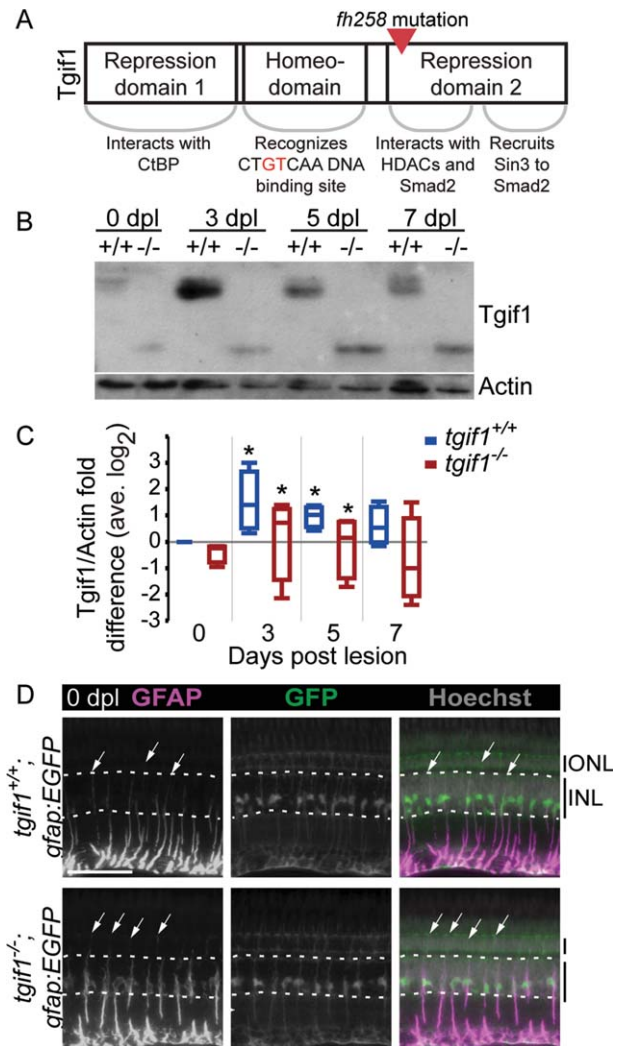 A
fh258 mutation
Tgif1
Repression
domain 1
Homeo-
domain
Repression
domain 2
Interacts with
CtBP
Recognizes
CTGTCAA DNA
binding site
Interacts with
HDACs and
Smad2
Recruits
Sin3 to
Smad2
B
0 dpl 3 dpl 5 dpl 7 dpl
+/+ -/- +/+ -/- +/+ -/- +/+ -/-
Tgif1
Actin
C
Tgif1/Actin fold
difference (ave. log2)
3
2
1
0
-1
-2
-3
* * * *
tgif1+/+
tgif1-/-
0 3 5 7
Days post lesion
D
0 dpl GFAP GFP Hoechst
tgif1+/+;
gfap:EGFP
ONL
INL
tgif1-/-;
gfap:EGFP